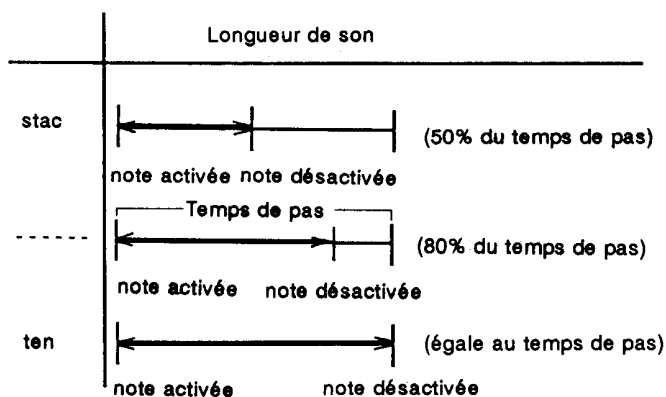 Longueur de son
stac (50% du temps de pas)
note activée note désactivée
Temps de pas
------ (80% du temps de pas)
note activée note désactivée
ten (égale au temps de pas)
note activée note désactivée